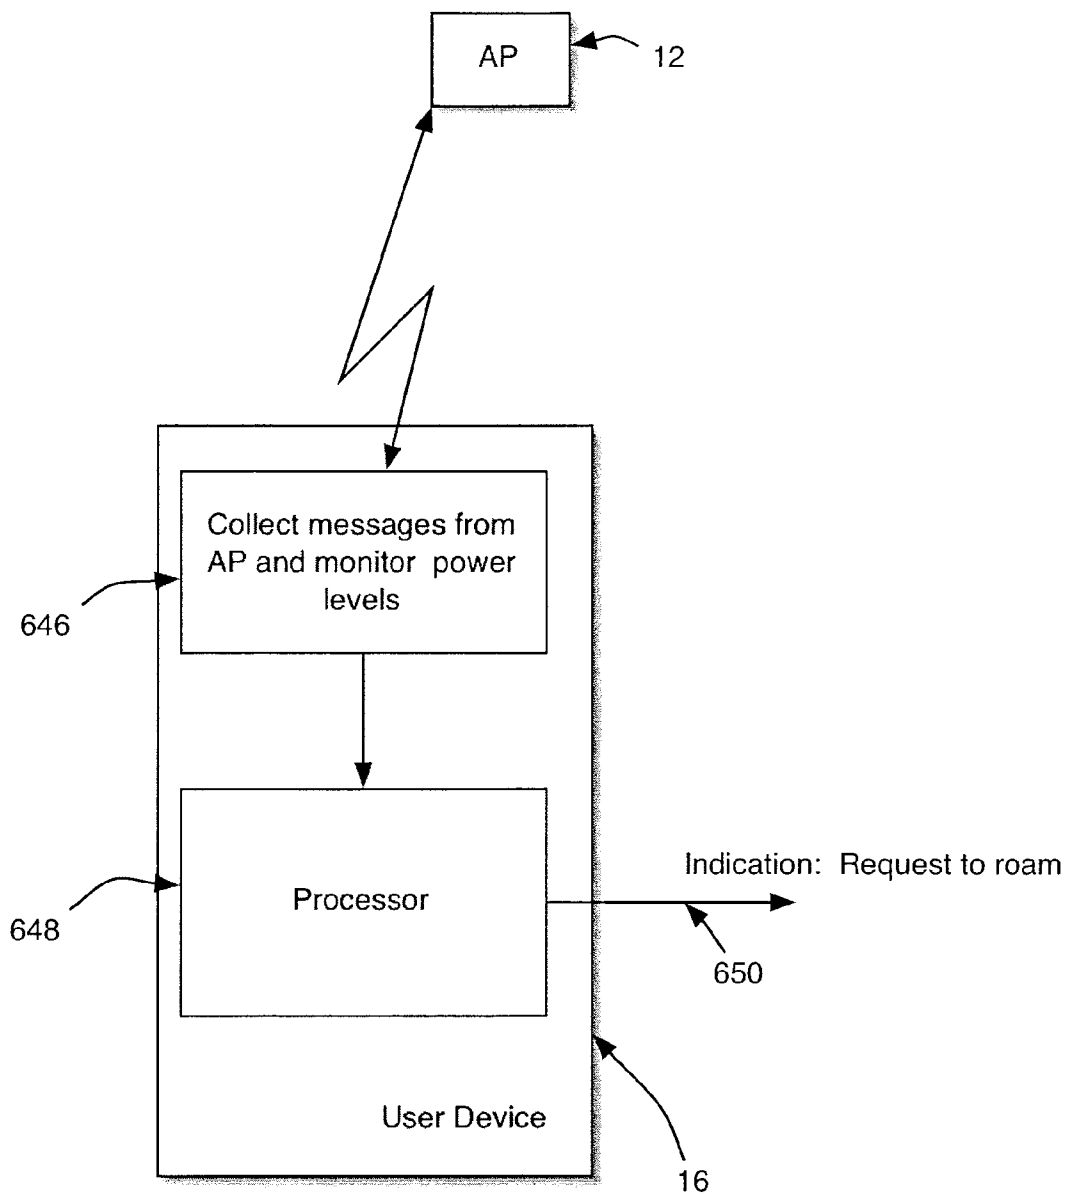 AP
12
Collect messages from
AP and monitor power
levels
646
Indication: Request to roam
Processor
648
650
User Device
16